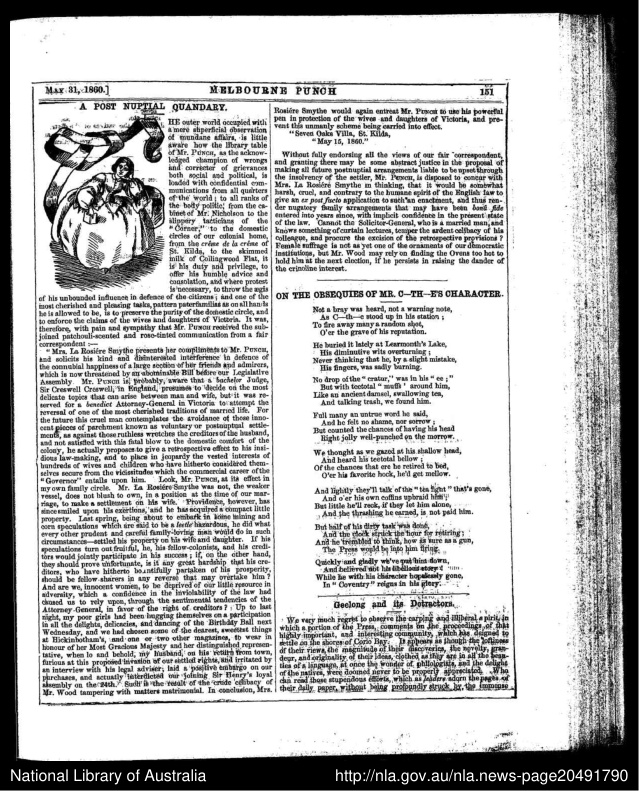 MAY 31, 1860.]
MELBOURNE PUNCH
151
A POST NUPTIAL QUANDARY.
HE outer world occupied with
a mere superficial observation
of mundane affairs, is little
aware how the library table
of Mr. PUNCH, as the acknow-
ledged champion of wrongs
and corrector of grievances
both social and political, is
loaded with confidential com-
munications from all quarters
of the world; to all ranks of
the body politic; from the ca-
binet of Mr. Nicholson to the
slippery tacticians of the
"Corner," to the domestic
circles of our colonial home,
from the crême de la crême of
St. Kilda, to the skimmed
milk of Collingwood Flat, it
is his duty and privilege, to
offer his humble advice and
consolation, and where protest
is necessary, to throw the ægis
of his unbounded influence in defence of the citizens; and one of the
most cherished and pleasing tasks, pattern paterfamilias as on all hands
he is allowed to be, is to preserve the purity of the domestic circle, and
to enforce the claims of the wives and daughters of Victoria. It was,
therefore, with pain and sympathy that Mr. PUNCH received the sub-
joined patchouli-scented and rose-tinted communication from a fair
correspondent :—
"Mrs. La Rosiére Smythe presents her compliments to Mr. PUNCH,
and solicits his kind and disinterested interference in defence of
the connubial happiness of a large section of her friends and admirers,
which is now threatened by an abominable Bill before our Legislative
Assembly. Mr. PUNCH is, probably, aware that a bachelor Judge,
Sir Creswell Creswell, in England, presumes to decide on the most
delicate topics that can arise between man and wife, but it was re-
served for a benedict Attorney-General in Victoria to attempt the
reversal of one of the most cherished traditions of married life. For
the future this cruel man contemplates the avoidance of those inno-
cent pieces of parchment known as voluntary or postnuptial settle-
ments, as against those ruthless wretches the creditors of the husband,
and not satisfied with this fatal blow to the domestic comfort of the
colony, he actually proposes to give a retrospective effect to his insi-
dious law-making, and to place in jeopardy the vested interests of
hundreds of wives and children who have hitherto considered them-
selves secure from the vicissitudes which the commercial career of the
"Governor" entails upon him. Look, Mr. PUNCH, at its effect in
my own family circle. Mr. La Rosiére Smythe was not, the weaker
vessel, does not blush to own, in a position at the time of our mar-
riage, to make a settlement on his wife. Providence, however, has
since smiled upon his exertions, and he has acquired a compact little
property. Last spring, being about to embark in some mining and
corn speculations which are said to be a leetle hazardous, he did what
every other prudent and careful family-loving man would do in such
circumstances—settled his property on his wife and daughter. If his
speculations turn out fruitful, he, his fellow-colonists, and his credi-
tors would jointly participate in his success; if, on the other hand,
they should prove unfortunate, is it any great hardship that his cre-
ditors, who have hitherto bountifully partaken of his prosperity,
should be fellow-sharers in any reverse that may overtake him?
And are we, innocent women, to be deprived of our little resource in
adversity, which a confidence in the inviolability of the law had
caused us to rely upon, through the sentimental tendencies of the
Attorney-General, in favor of the right of creditors? Up to last
night, my poor girls had been hugging themselves on a participation
in all the delights, delicacies, and dancing of the Birthday Ball next
Wednesday, and we had chosen some of the dearest, sweetest things
at Hickinbotham's, and one or two other magazines, to wear in
honour of her Most Gracious Majesty and her distinguished represen-
tative, when lo and behold, my husband, on his return from town,
furious at this proposed invasion of our settled rights, and irritated by
an interview with his legal adviser, laid a positive embargo on our
purchases, and actually interdicted our joining Sir Henry's loyal
assembly on the 24th. Such is the result of the crude celibacy of
Mr. Wood tampering with matters matrimonial. In conclusion, Mrs.
Rosiére Smythe would again entreat Mr. PUNCH to use his powerful
pen in protection of the wives and daughters of Victoria, and pre-
vent this unmanly scheme being carried into effect.
"Seven Oaks Villa, St. Kilda,
"May 15, 1860."
Without fully endorsing all the views of our fair correspondent,
and granting there may be some abstract justice in the proposal of
making all future postnuptial arrangements liable to be upset through
the insolvency of the settler, Mr. PUNCH, is disposed to concur with
Mrs. La Rosiére Smythe in thinking, that it would be somewhat
harsh, cruel, and contrary to the humane spirit of the English law to
give an ex post facto application to such an enactment, and thus ren-
der nugatory family arrangements that may have been boná fide
entered into years since, with implicit confidence in the present state
of the law. Cannot the Solicitor-General, who is a married man, and
knows something of curtain lectures, temper the ardent celibacy of his
colleague, and procure the excision of the retrospective provisions?
Female suffrage is not as yet one of the ornaments of our democratic
institutions, but Mr. Wood may rely on finding the Ovens too hot to
hold him at the next election, if he persists in raising the dander of
the crinoline interest.
ON THE OBSEQUIES OF MR. C—TH—E'S CHARACTER.
Not a bray was heard, not a warning note,
As C—th—e stood up in his station;
To fire away many a random shot,
O'er the grave of his reputation.
He buried it lately at Learmonth's Lake,
His diminutive wits overturning;
Never thinking that he, by a slight mistake,
His fingers, was sadly burning.
No drop of the "cratur," was in his "ee;"
But with teetotal "muffs" around him,
Like an ancient damsel, swallowing tea,
And talking trash, we found him.
Full many an untrue word he said,
And he felt no shame, nor sorrow;
But counted the chances of having his head
Right jolly well-punched on the morrow.
We thought as we gazed at his shallow head,
And heard his teetotal bellow;
Of the chances that ere he retired to bed,
O'er his favorite hock, he'd get mellow.
And lightly they'll talk of the "tea fight" that's gone,
And o'er his own coffins upbraid him;
But little he'll reck, if they let him alone,
And the thrashing he earned, is not paid him.
But half of his dirty task was done,
And the clock struck the hour for retiring;
And he trembled to think, how as sure as a gun,
The Press would be into him firing.
Quickly and gladly we've put him down,
And believed not his libellous story;
While he with his character hopelessly gone,
In "Coventry" reigns in his glory.
Geelong and its Detractors.
We very much regret to observe the carping and illiberal spirit, in
which a portion of the Press, comments on the proceedings of that
highly important, and interesting community, which has deigned to
settle on the shores of Corio Bay. It appears as though the loftiness
of their views, the magnitude of their discoveries, the novelty, gran-
deur, and originality of their ideas, clothed as they are in all the beau-
ties of a language, at once the wonder of philologists, and the delight
of the natives, were doomed never to be properly appreciated. Who
can read those stupendous efforts, which as leaders adorn the pages of
their daily paper, without being profoundly struck by the immense
National Library of Australia
http://nla.gov.au/nla.news-page20491790